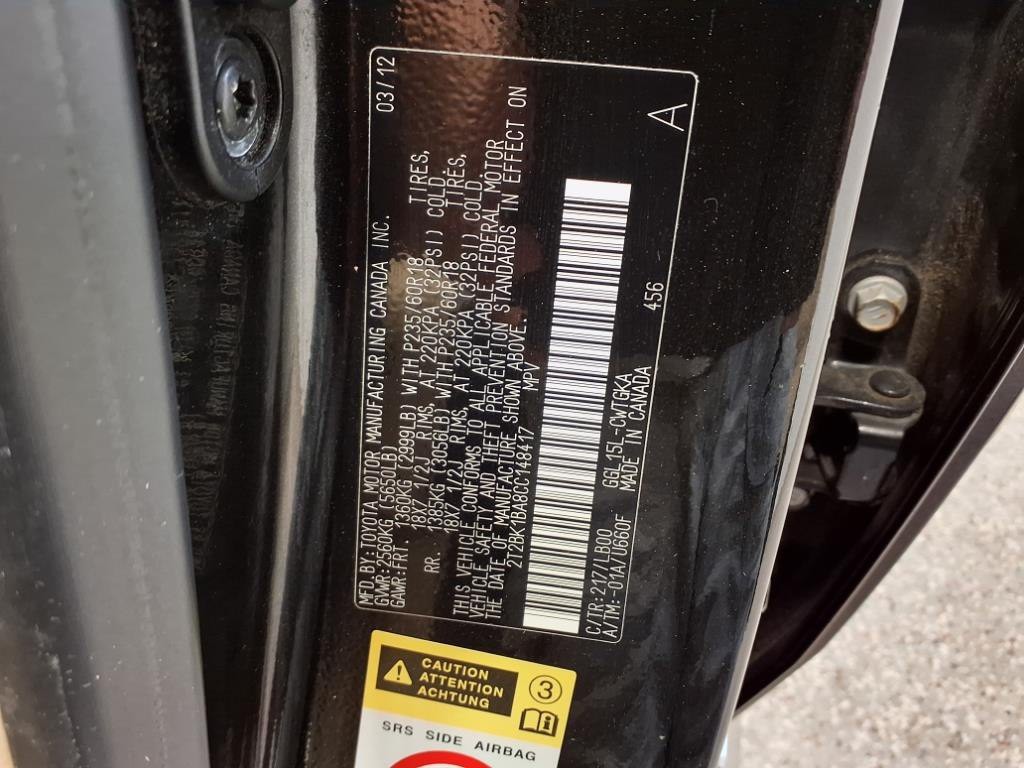 MFD.BY:TOYOTA MOTOR MANUFACTURING CANADA INC. 03/12
GVWR-2560KG (5650LB)
GAWR-FRT. 1360KG (2999LB) WITH P235/60R18 TIRES,
18X7 1/2J RIMS, AT 220KPA (32PSI) COLD
RR. 1385KG (3056LB) WITH P235/60R18 TIRES,
18X7 1/2J RIMS, AT 220KPA (32PSI) COLD
THIS VEHICLE CONFORMS TO ALL APPLICABLE FEDERAL MOTOR
VEHICLE SAFETY AND THEFT PREVENTION STANDARDS IN EFFECT ON
THE DATE OF MANUFACTURE SHOWN ABOVE.
2T2BK1BA8CC148417 MPV
C/TR-217/LB00 GGL15L-CWTGKA
A/TM-01A/U660F MADE IN CANADA 456 A
CAUTION
ATTENTION
ACHTUNG
3
SRS SIDE AIRBAG